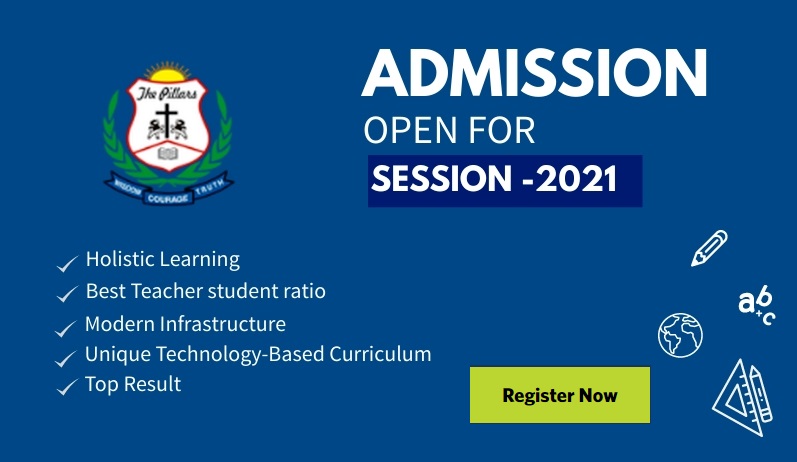 The Pillars
WISDOM COURAGE TRUTH
ADMISSION
OPEN FOR
SESSION -2021
Holistic Learning
Best Teacher student ratio
Modern Infrastructure
Unique Technology-Based Curriculum
Top Result
Register Now
ab
+c